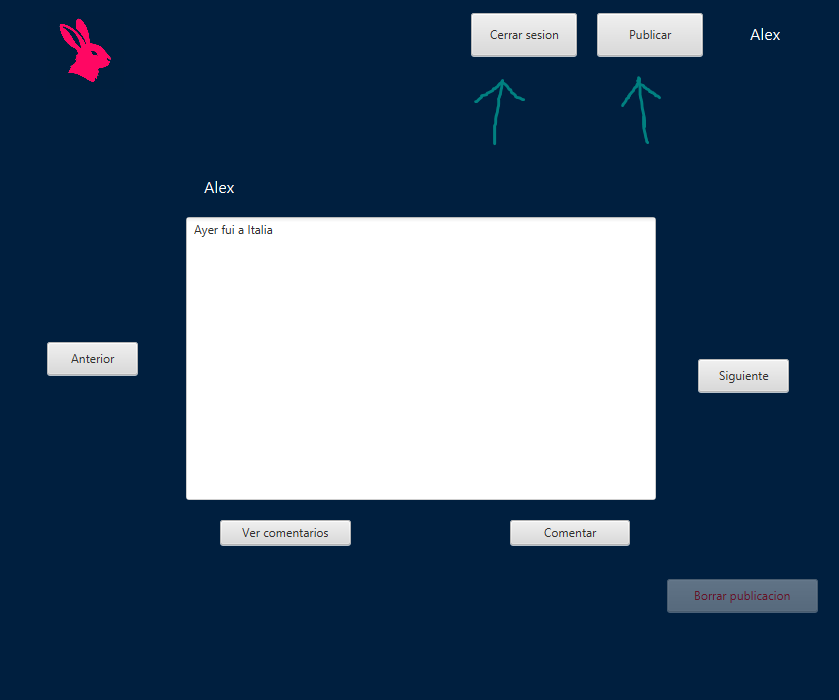 Cerrar sesion
Publicar
Alex
Alex
Ayer fui a Italia
Anterior
Siguiente
Ver comentarios
Comentar
Borrar publicacion